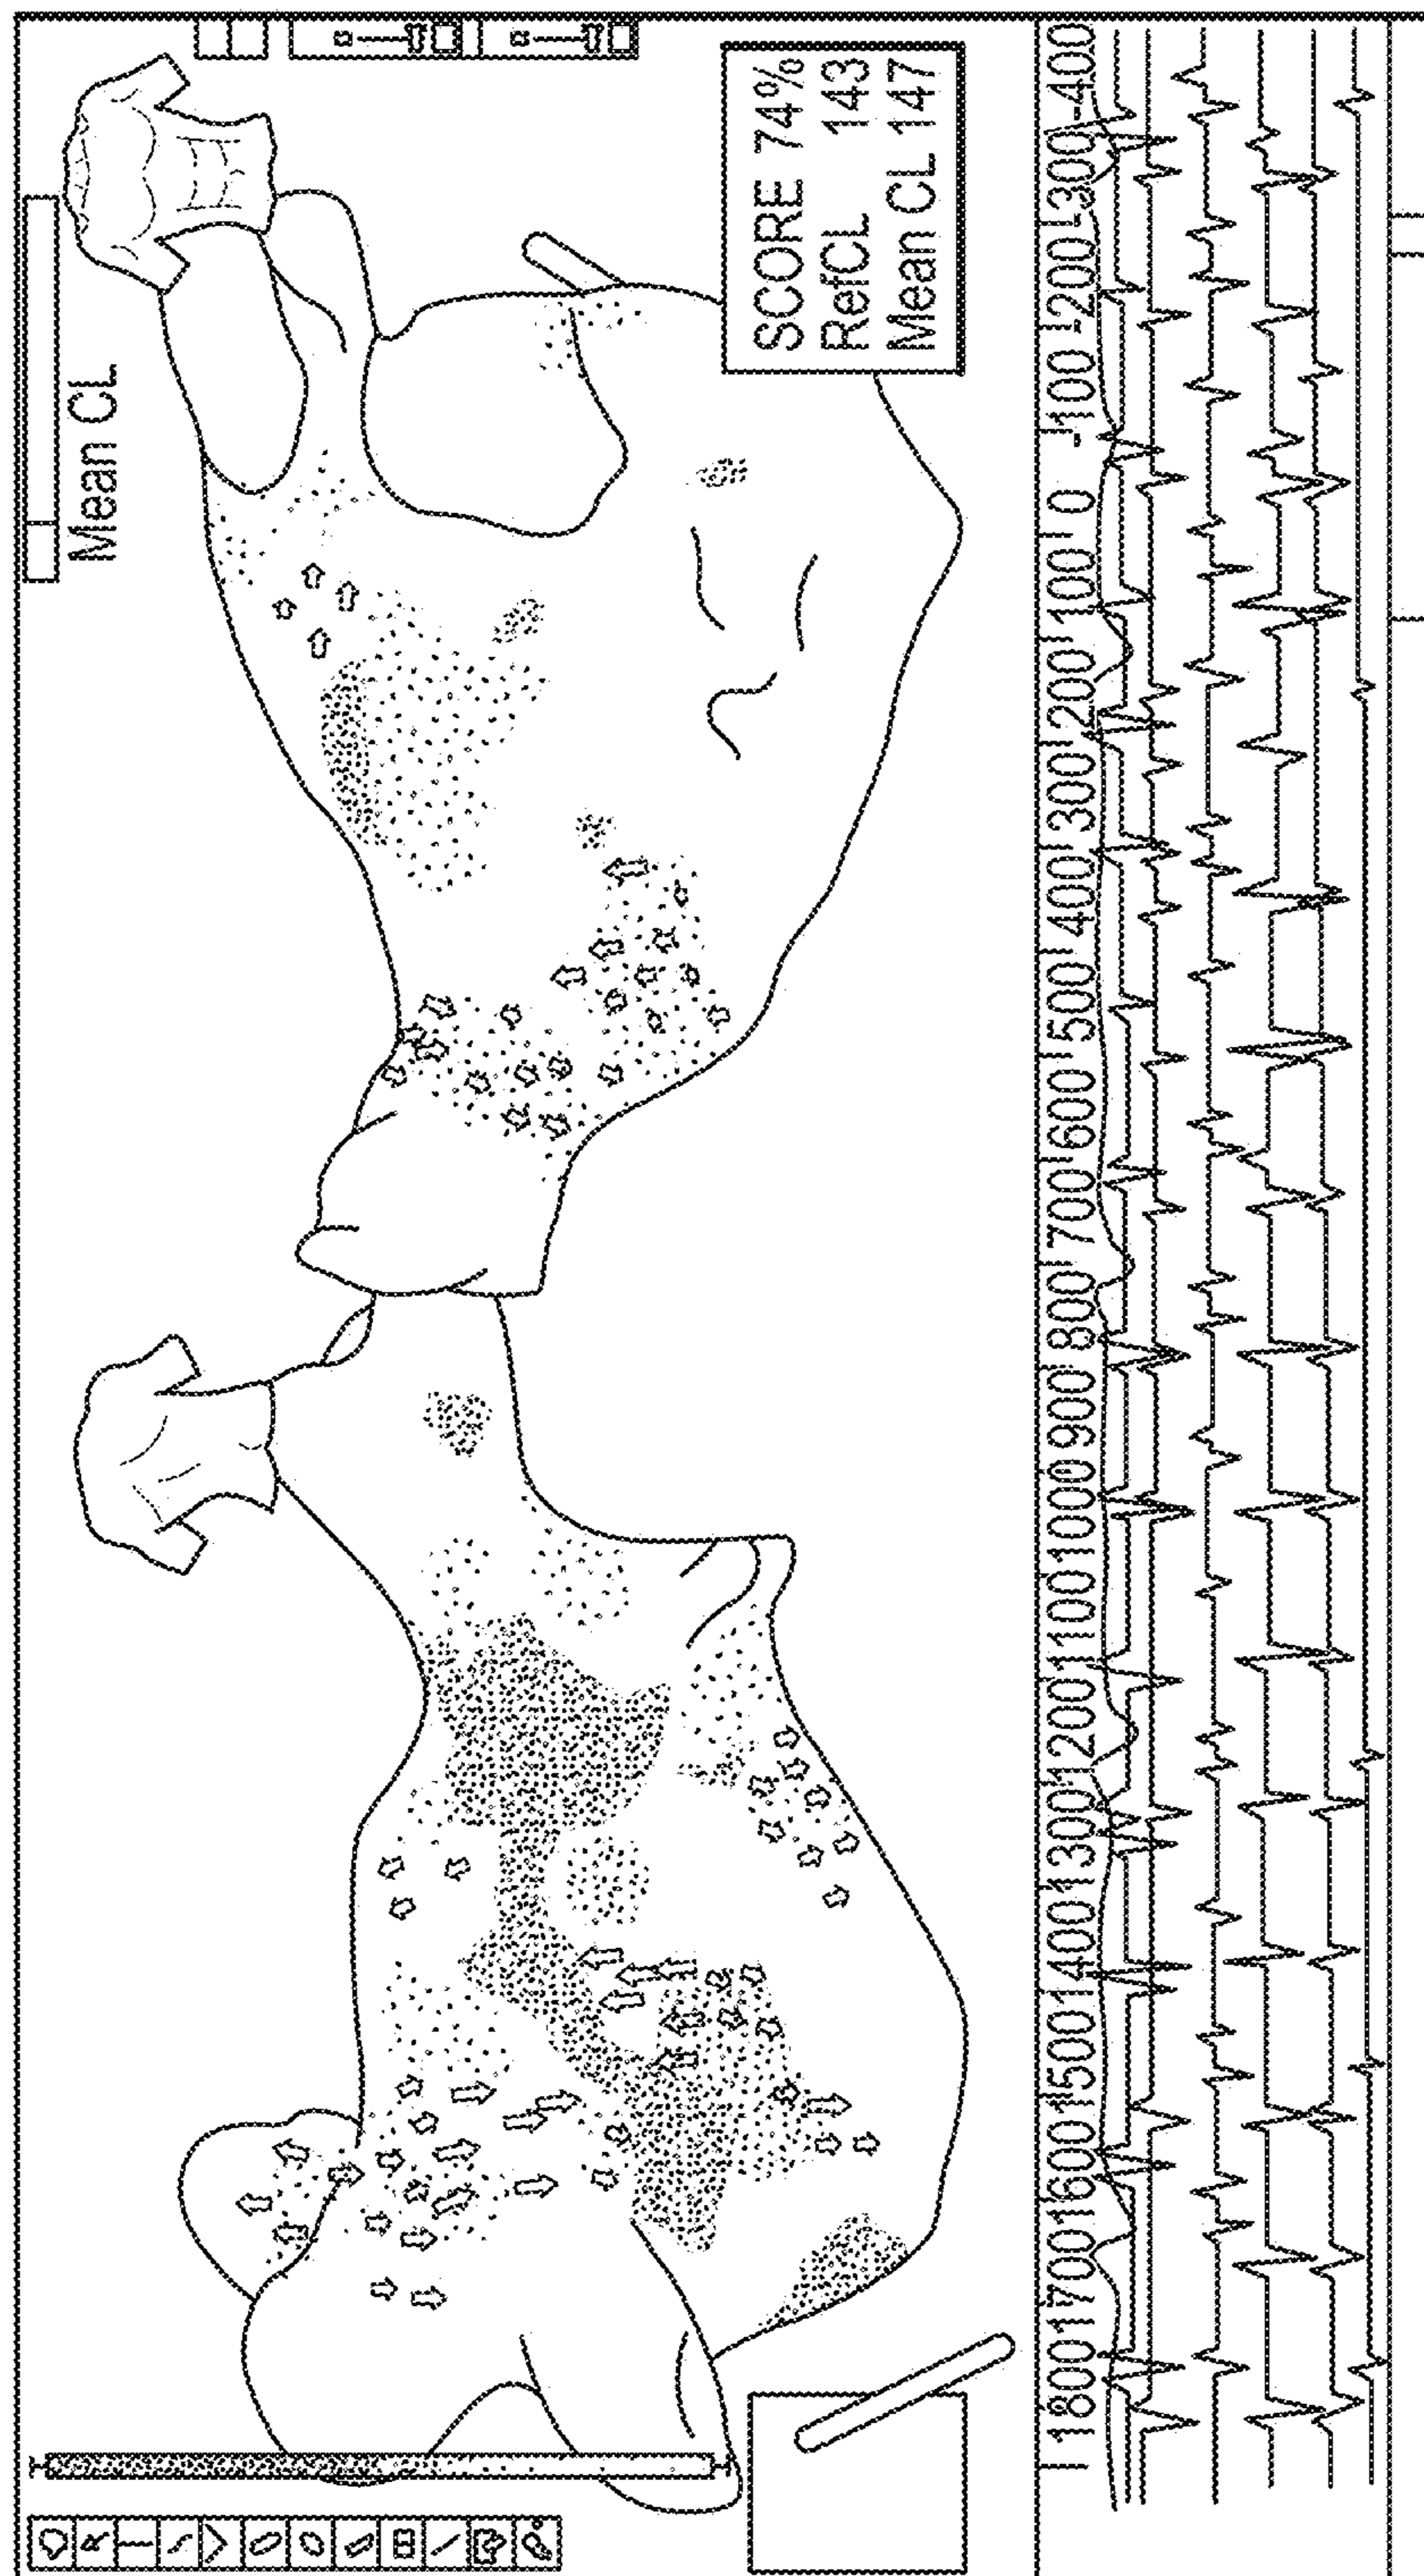 Mean CL
SCORE 74%
RefCL 143
Mean CL 147
1800 1700 1600 1500 1400 1300 1200 1100 1000 900 800 700 600 500 400 300 200 100 0 -100 -200 -300 -400